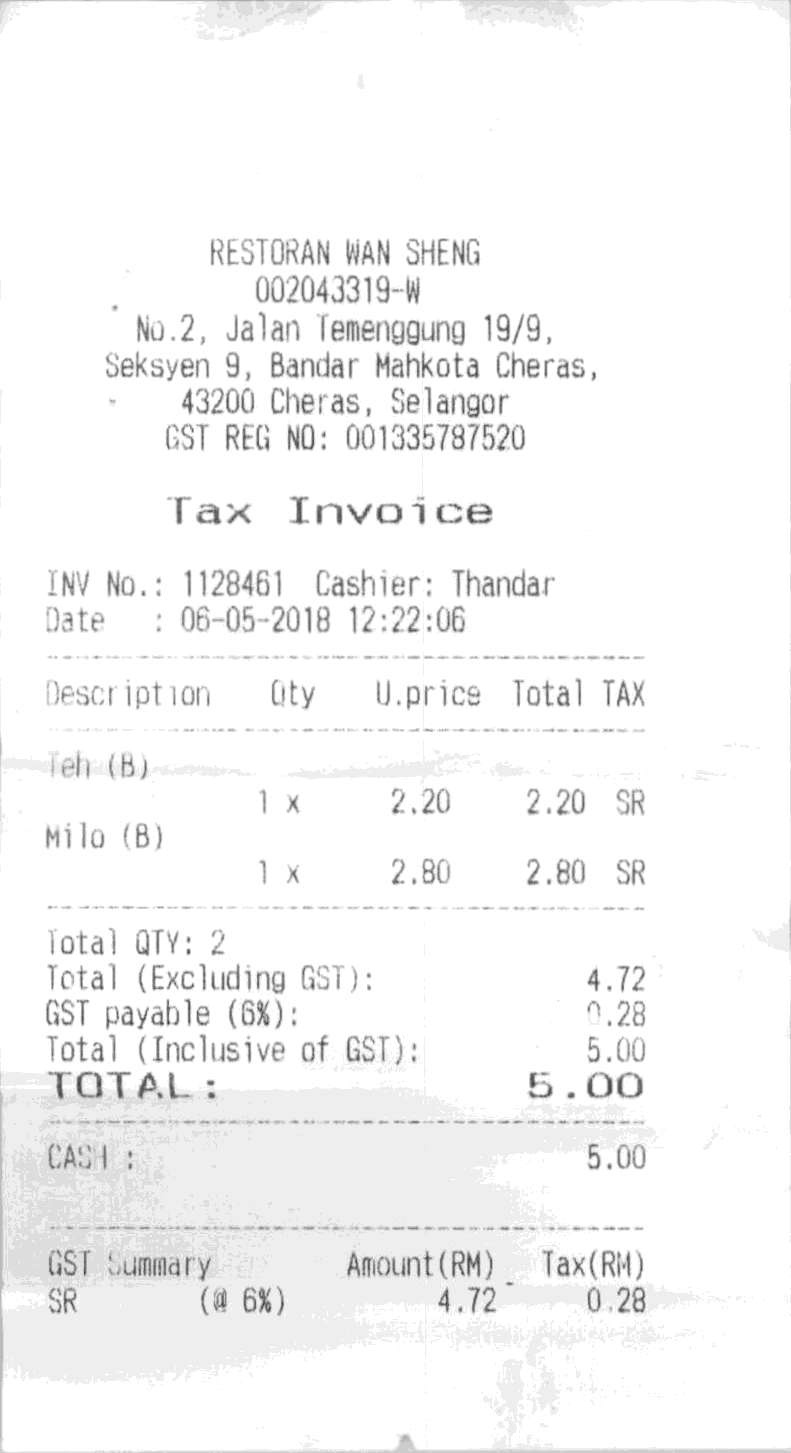 RESTORAN WAN SHENG
002043319-W
No.2, Jalan Temenggung 19/9,
Seksyen 9, Bandar Mahkota Cheras,
43200 Cheras, Selangor
GST REG NO: 001335787520
Tax Invoice
INV No.: 1128461 Cashier: Thandar
Date : 06-05-2018 12:22:06
Description Qty U.price Total TAX
Teh (B)
1 x 2.20 2.20 SR
Milo (B)
1 x 2.80 2.80 SR
Total QTY: 2
Total (Excluding GST): 4.72
GST payable (6%): 0.28
Total (Inclusive of GST): 5.00
TOTAL: 5.00
CASH : 5.00
GST Summary Amount(RM) Tax(RM)
SR (@ 6%) 4.72 0.28